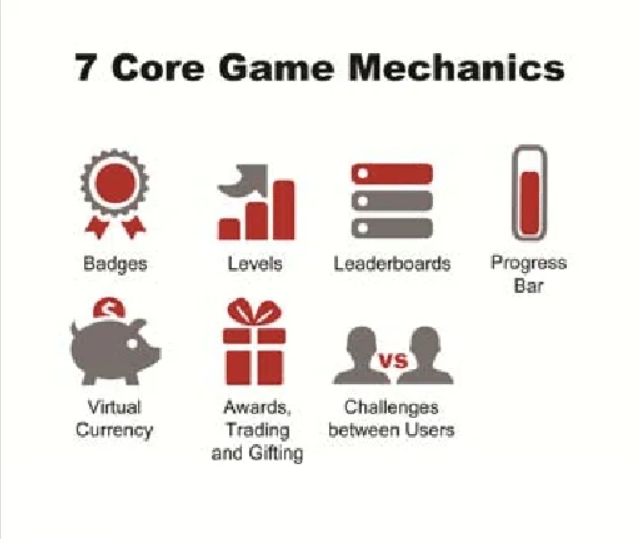 7 Core Game Mechanics
Badges
Levels
Leaderboards
Progress
Bar
$
Virtual
Currency
Awards,
Trading
and Gifting
vs
Challenges
between Users